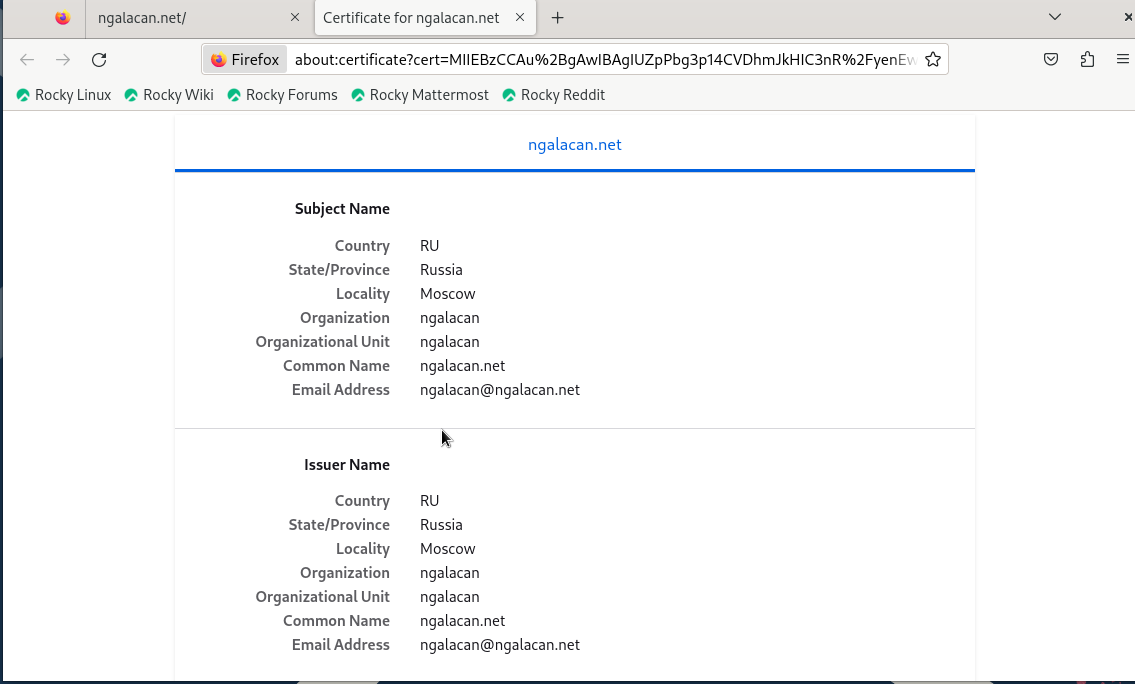 ngalacan.net/
Certificate for ngalacan.net
Firefox about:certificate?cert=MIIEBzCCAu%2BgAwIBAgIUZpPbg3p14CVDhmJkHIC3nR%2FyenEw
Rocky Linux Rocky Wiki Rocky Forums Rocky Mattermost Rocky Reddit
ngalacan.net
Subject Name
Country RU
State/Province Russia
Locality Moscow
Organization ngalacan
Organizational Unit ngalacan
Common Name ngalacan.net
Email Address ngalacan@ngalacan.net
Issuer Name
Country RU
State/Province Russia
Locality Moscow
Organization ngalacan
Organizational Unit ngalacan
Common Name ngalacan.net
Email Address ngalacan@ngalacan.net